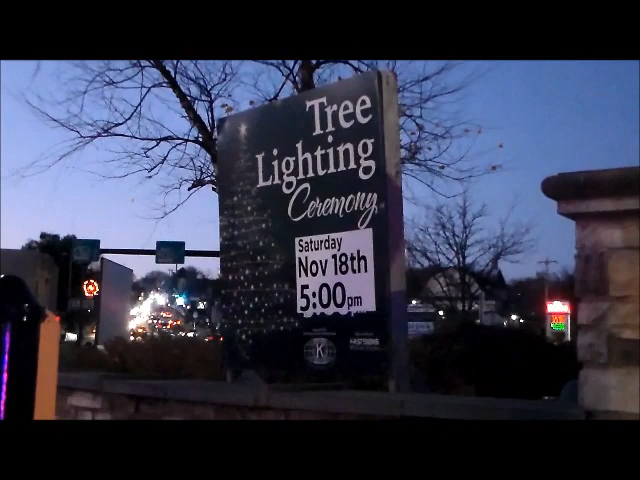 Tree
Lighting
Ceremony
Saturday
Nov 18th
5:00pm
K